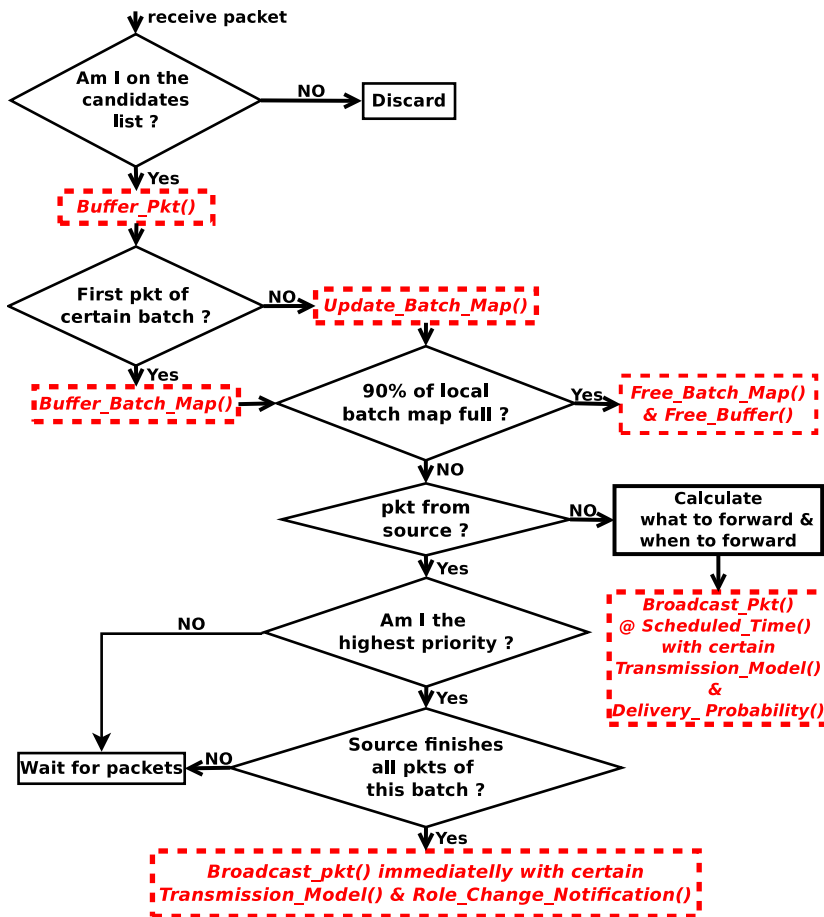 receive packet
Am I on the
candidates
list ?
NO
Discard
Yes
Buffer_Pkt()
First pkt of
certain batch ?
NO
Update_Batch_Map()
Yes
Buffer_Batch_Map()
90% of local
batch map full ?
Yes
Free_Batch_Map()
& Free_Buffer()
NO
pkt from
source ?
NO
Calculate
what to forward &
when to forward
Yes
Broadcast_Pkt()
@ Scheduled_Time()
with certain
Transmission_Model()
&
Delivery_ Probability()
Am I the
highest priority ?
NO
Yes
Source finishes
all pkts of
this batch ?
NO
Wait for packets
Yes
Broadcast_pkt() immediatelly with certain
Transmission_Model() & Role_Change_Notification()